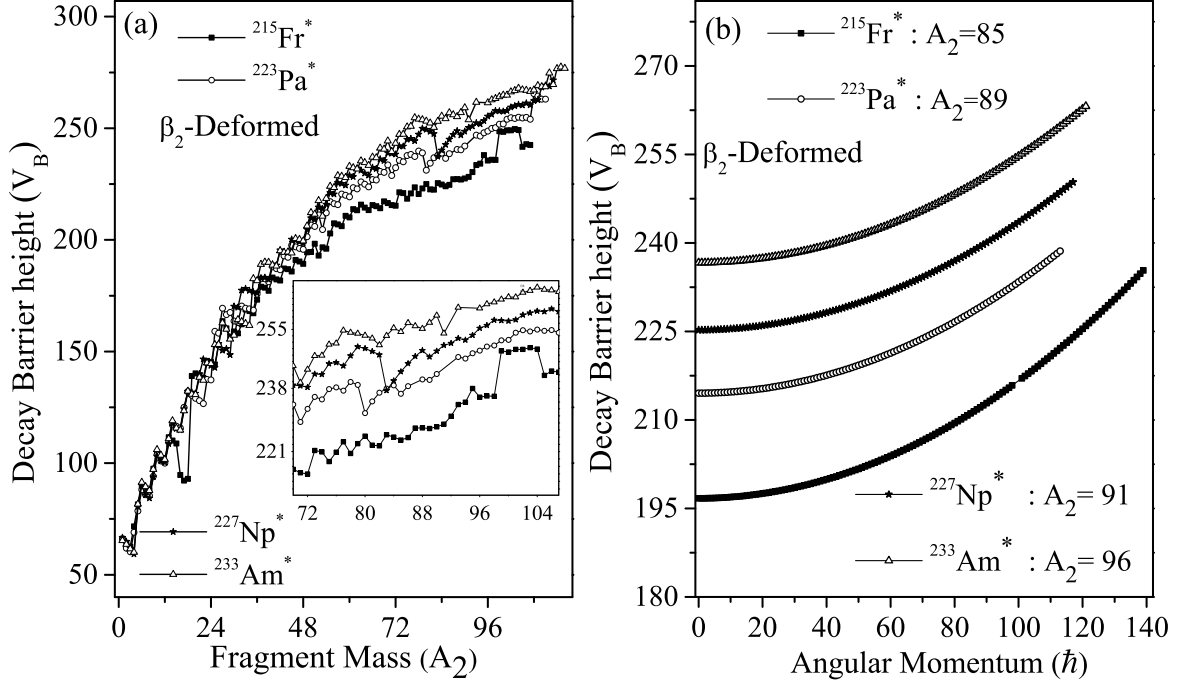 (a)
²¹⁵Fr*
²²³Pa*
β₂-Deformed
²²⁷Np*
²³³Am*
Decay Barrier height (V_B)
300
250
200
150
100
50
0 24 48 72 96
Fragment Mass (A₂)
255
238
221
72 80 88 96 104
(b)
²¹⁵Fr* : A₂=85
²²³Pa* : A₂=89
β₂-Deformed
²²⁷Np* : A₂= 91
²³³Am* : A₂= 96
Decay Barrier height (V_B)
270
255
240
225
210
195
180
0 20 40 60 80 100 120 140
Angular Momentum (ℏ)